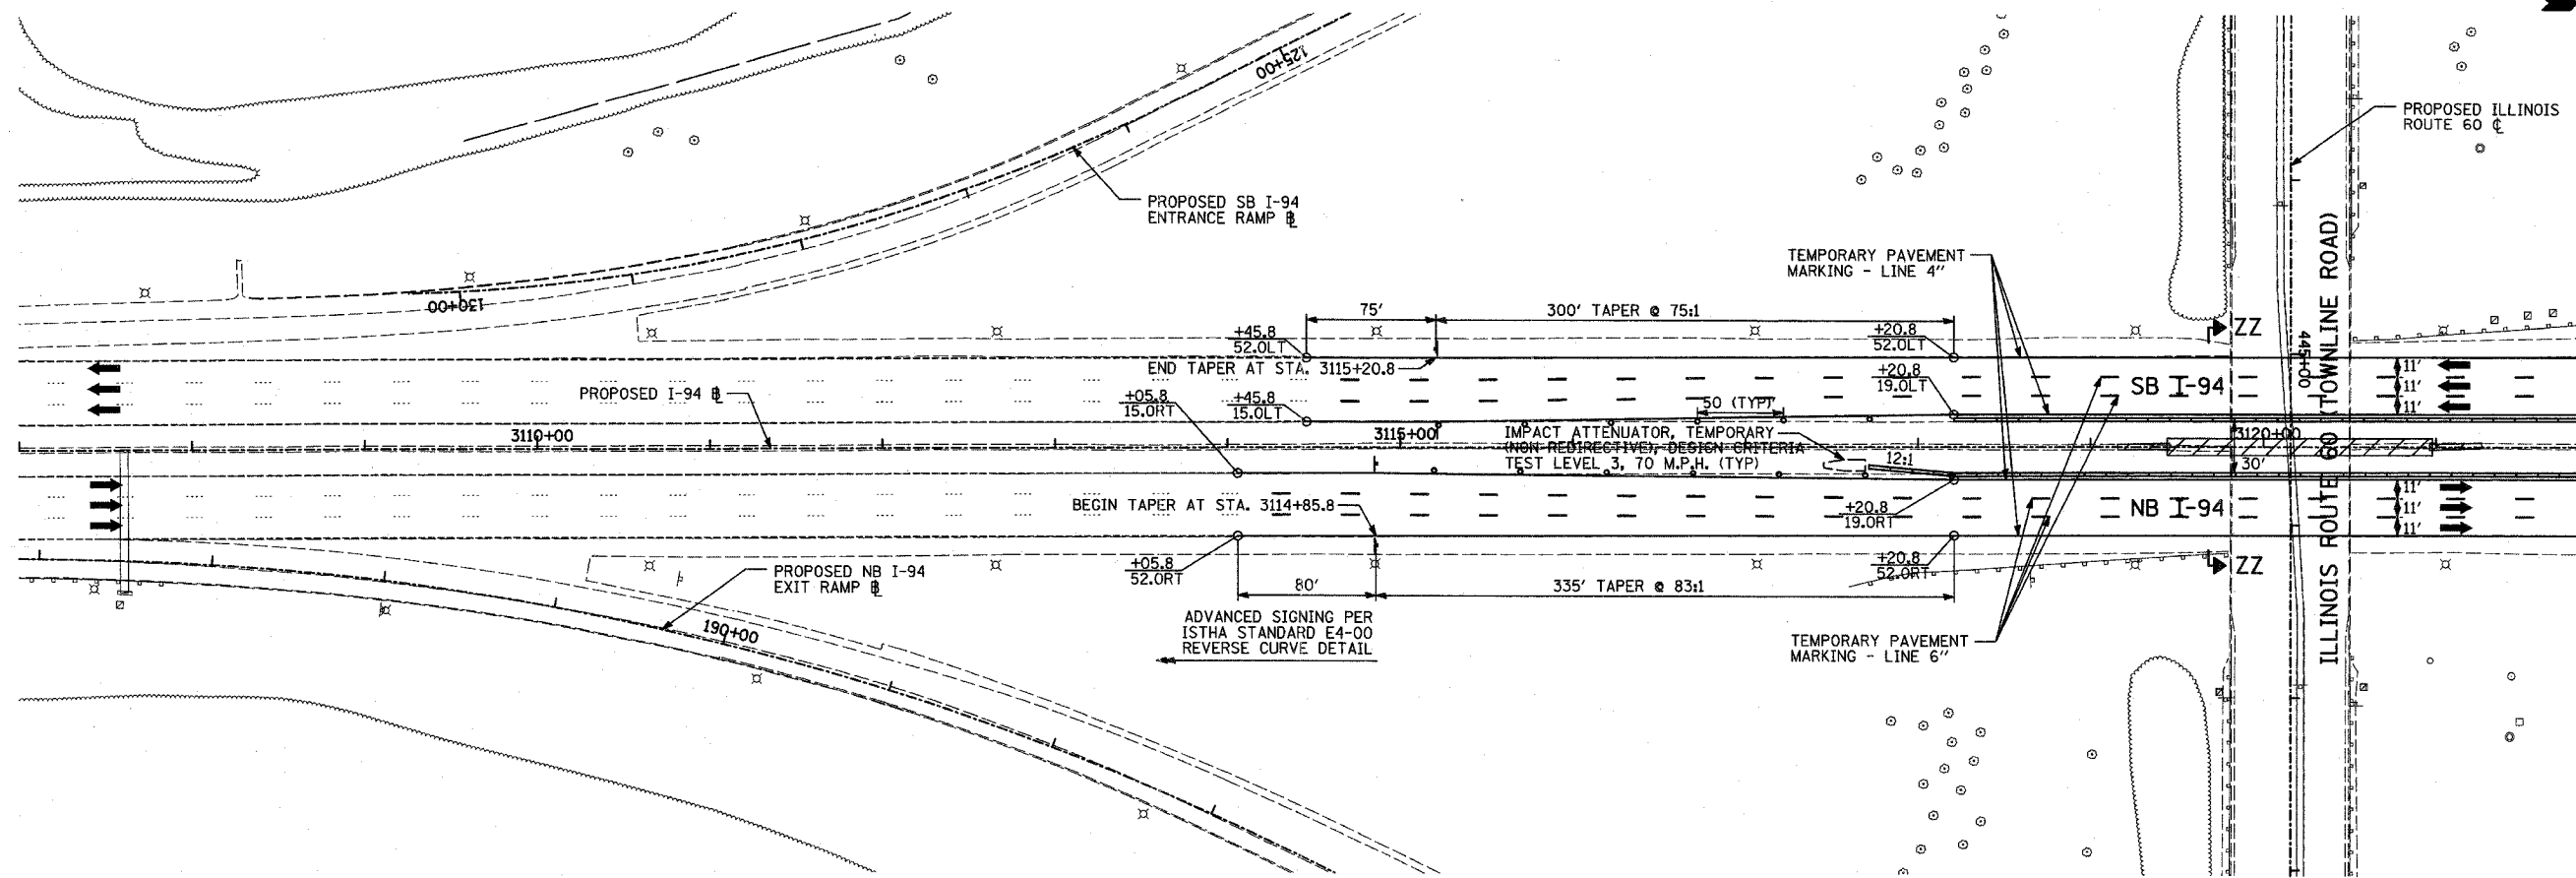 125+00
PROPOSED ILLINOIS
ROUTE 60 ℄
PROPOSED SB I-94
ENTRANCE RAMP ⅊
130+00
TEMPORARY PAVEMENT
MARKING - LINE 4"
75'
300' TAPER @ 75:1
+45.8
52.0LT
+20.8
52.0LT
ZZ
END TAPER AT STA. 3115+20.8
445+00
11'
11'
11'
PROPOSED I-94 ⅊
+05.8
15.0RT
+45.8
15.0LT
+20.8
19.0LT
50 (TYP)
SB I-94
3110+00
3115+00
IMPACT ATTENUATOR, TEMPORARY
(NON-REDIRECTIVE), DESIGN CRITERIA
TEST LEVEL 3, 70 M.P.H. (TYP)
12:1
3120+00
30'
ILLINOIS ROUTE 60 (TOWNLINE ROAD)
BEGIN TAPER AT STA. 3114+85.8
+20.8
19.0RT
NB I-94
11'
11'
11'
+05.8
52.0RT
+20.8
52.0RT
ZZ
PROPOSED NB I-94
EXIT RAMP ⅊
80'
335' TAPER @ 83:1
190+00
ADVANCED SIGNING PER
ISTHA STANDARD E4-00
REVERSE CURVE DETAIL
TEMPORARY PAVEMENT
MARKING - LINE 6"